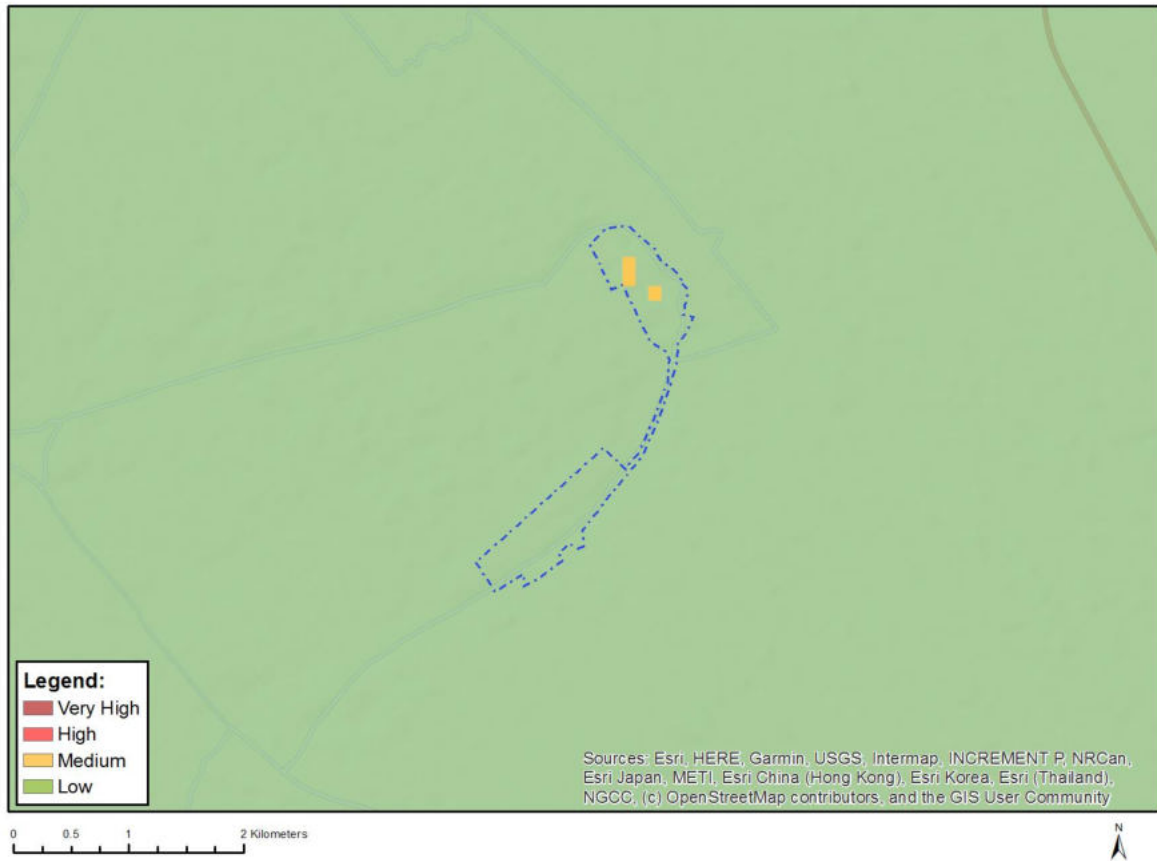 Legend:
Very High
High
Medium
Low
Sources: Esri, HERE, Garmin, USGS, Intermap, INCREMENT P, NRCan,
Esri Japan, METI, Esri China (Hong Kong), Esri Korea, Esri (Thailand),
NGCC, (c) OpenStreetMap contributors, and the GIS User Community
0 0.5 1 2 Kilometers
N